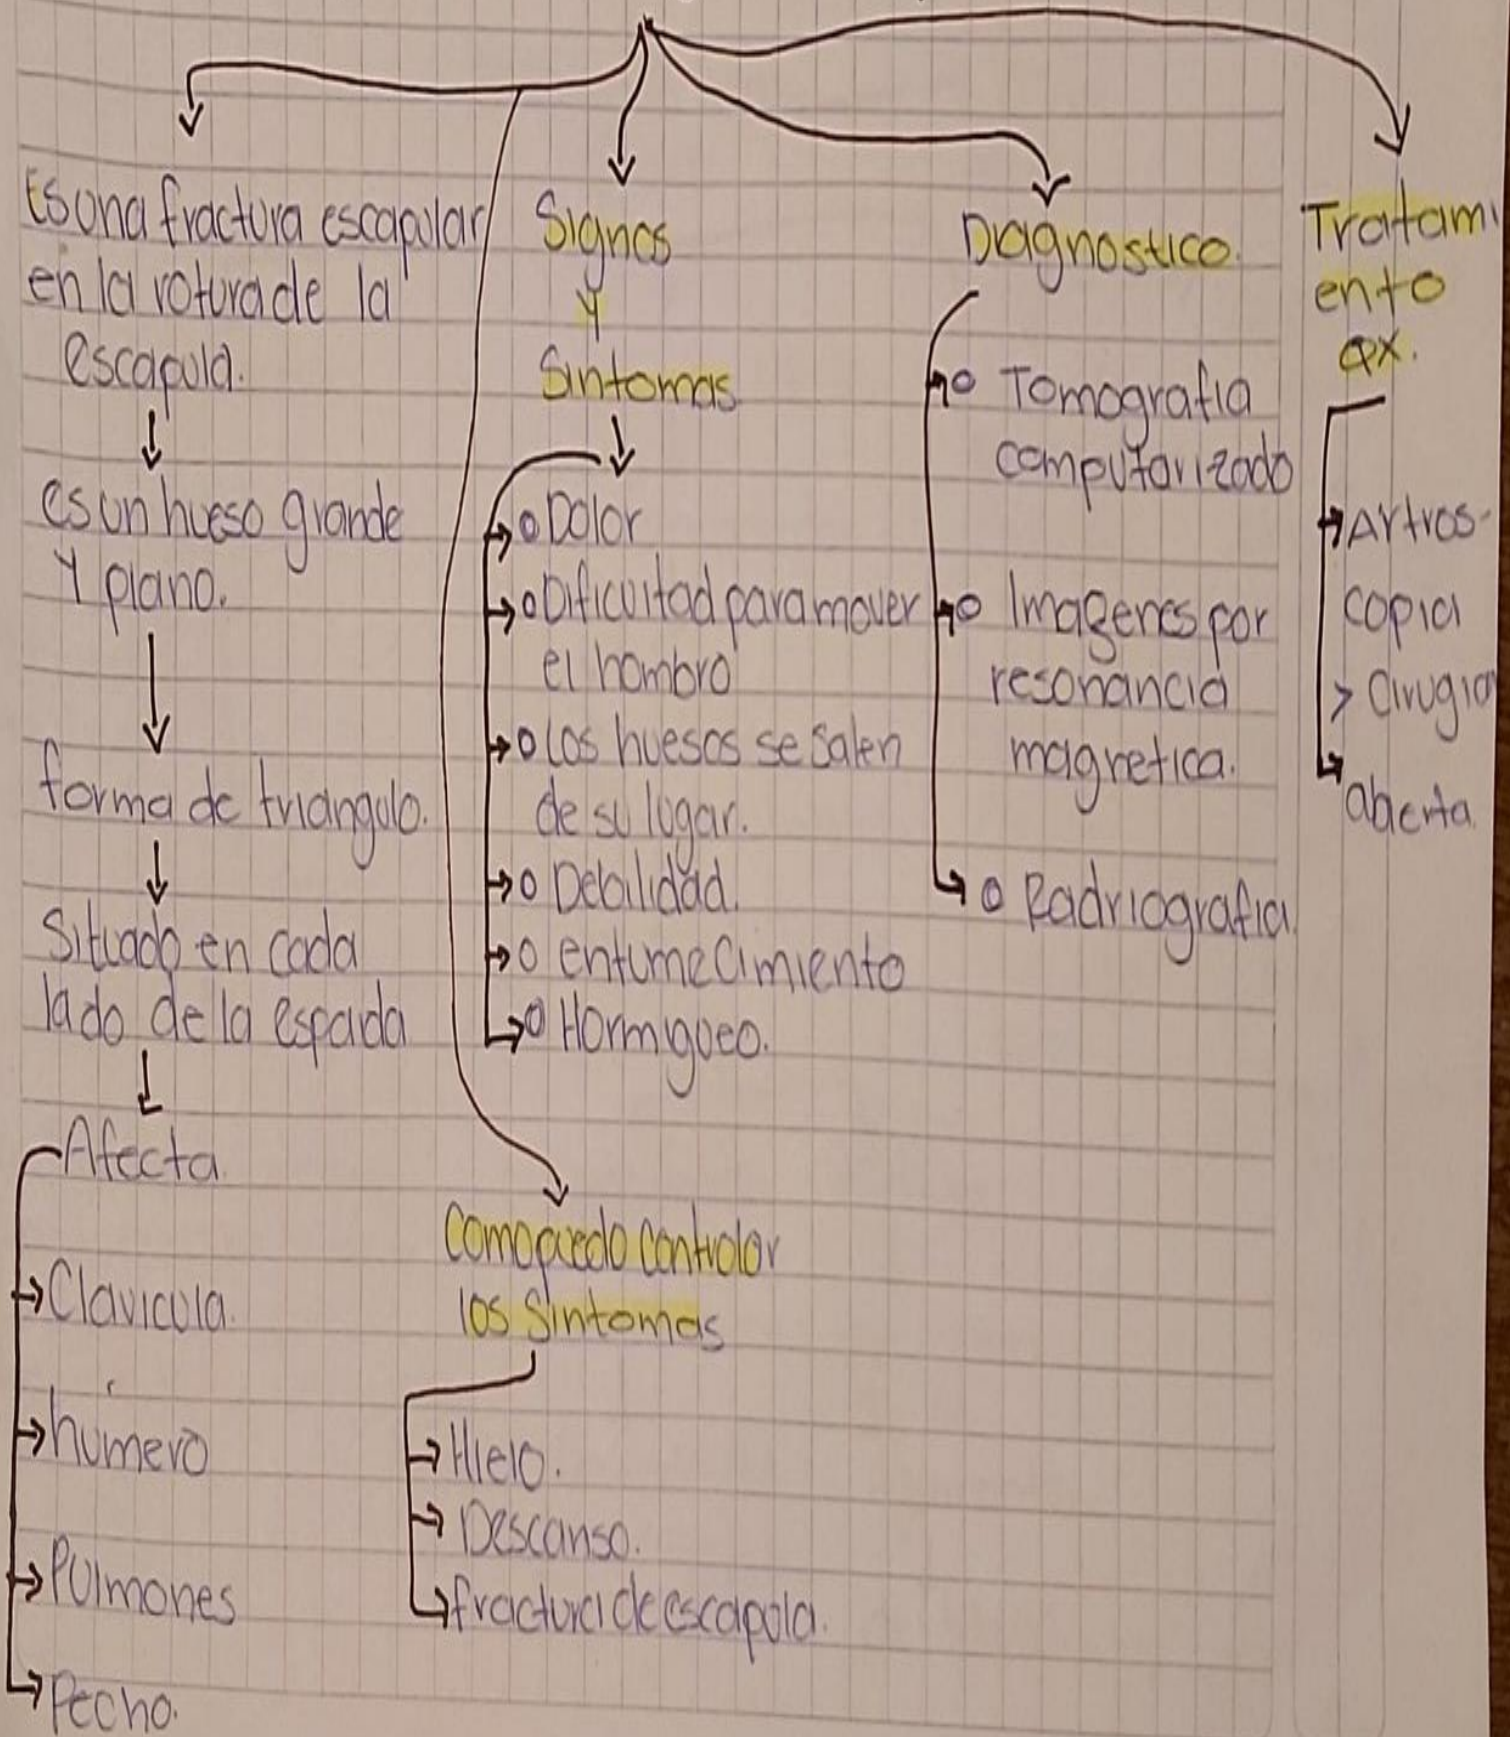 Es una fractura escapular
en la rotura de la
escapula.
es un hueso grande
Y plano.
forma de triangulo.
Situado en cada
lado de la espada
Afecta
Clavicula.
húmero
Pulmones
Pecho.
Signos
Y
Sintomas
Dolor
Dificultad para mover
el hombro
los huesos se salen
de su lugar.
Debilidad.
entumecimiento
Hormigueo.
Como puedo controlar
los Sintomas
Hielo.
Descanso.
fractura de escapula.
Diagnostico.
Tomografia
computarizado
Imagenes por
resonancia
magnetica.
Radriografia
Tratami
ento
qx.
Artros-
copia
Cirugia
abierta.